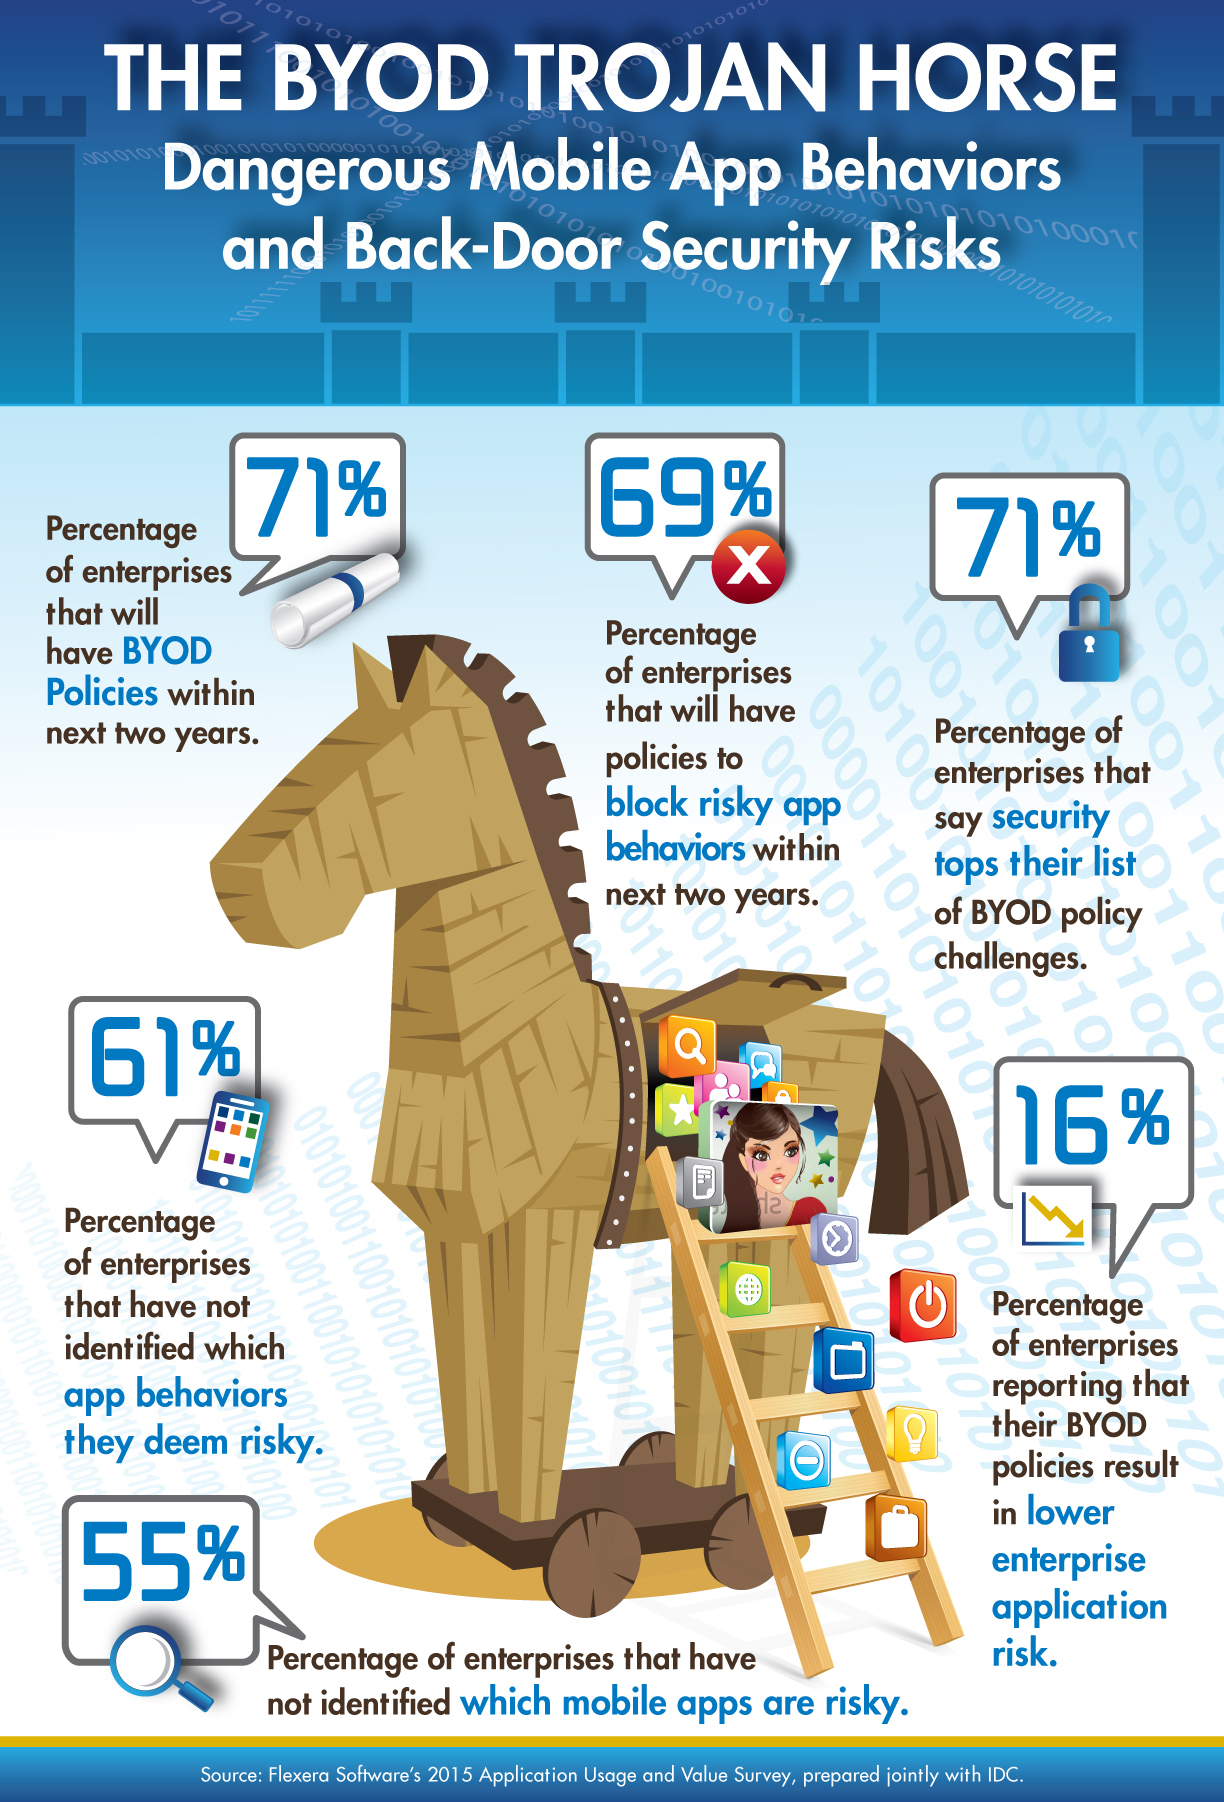 THE BYOD TROJAN HORSE
Dangerous Mobile App Behaviors
and Back-Door Security Risks
71%
Percentage
of enterprises
that will
have BYOD
Policies within
next two years.
69%
X
Percentage
of enterprises
that will have
policies to
block risky app
behaviors within
next two years.
71%
Percentage of
enterprises that
say security
tops their list
of BYOD policy
challenges.
61%
Percentage
of enterprises
that have not
identified which
app behaviors
they deem risky.
16%
Percentage
of enterprises
reporting that
their BYOD
policies result
in lower
enterprise
application
risk.
55%
Percentage of enterprises that have
not identified which mobile apps are risky.
Source: Flexera Software's 2015 Application Usage and Value Survey, prepared jointly with IDC.